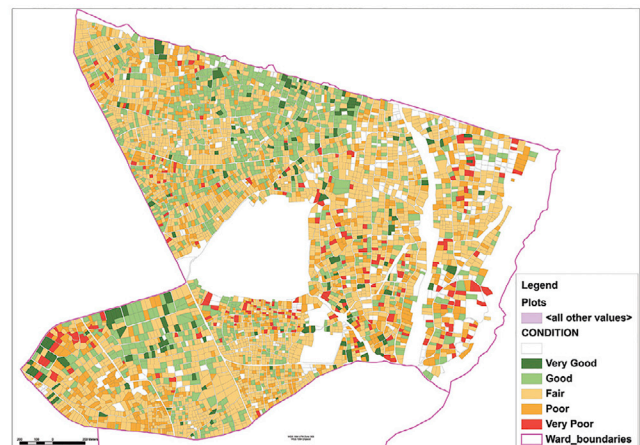 Legend
Plots
<all other values>
CONDITION
Very Good
Good
Fair
Poor
Very Poor
Ward_boundaries